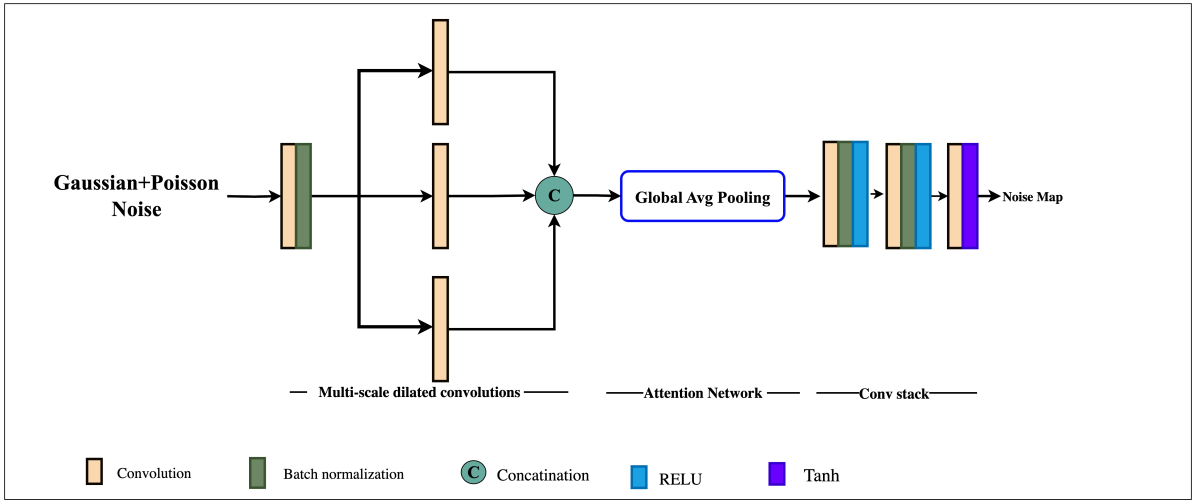 Gaussian+Poisson
Noise
C
Global Avg Pooling
Noise Map
Multi-scale dilated convolutions
Attention Network
Conv stack
Convolution
Batch normalization
C
Concatination
RELU
Tanh